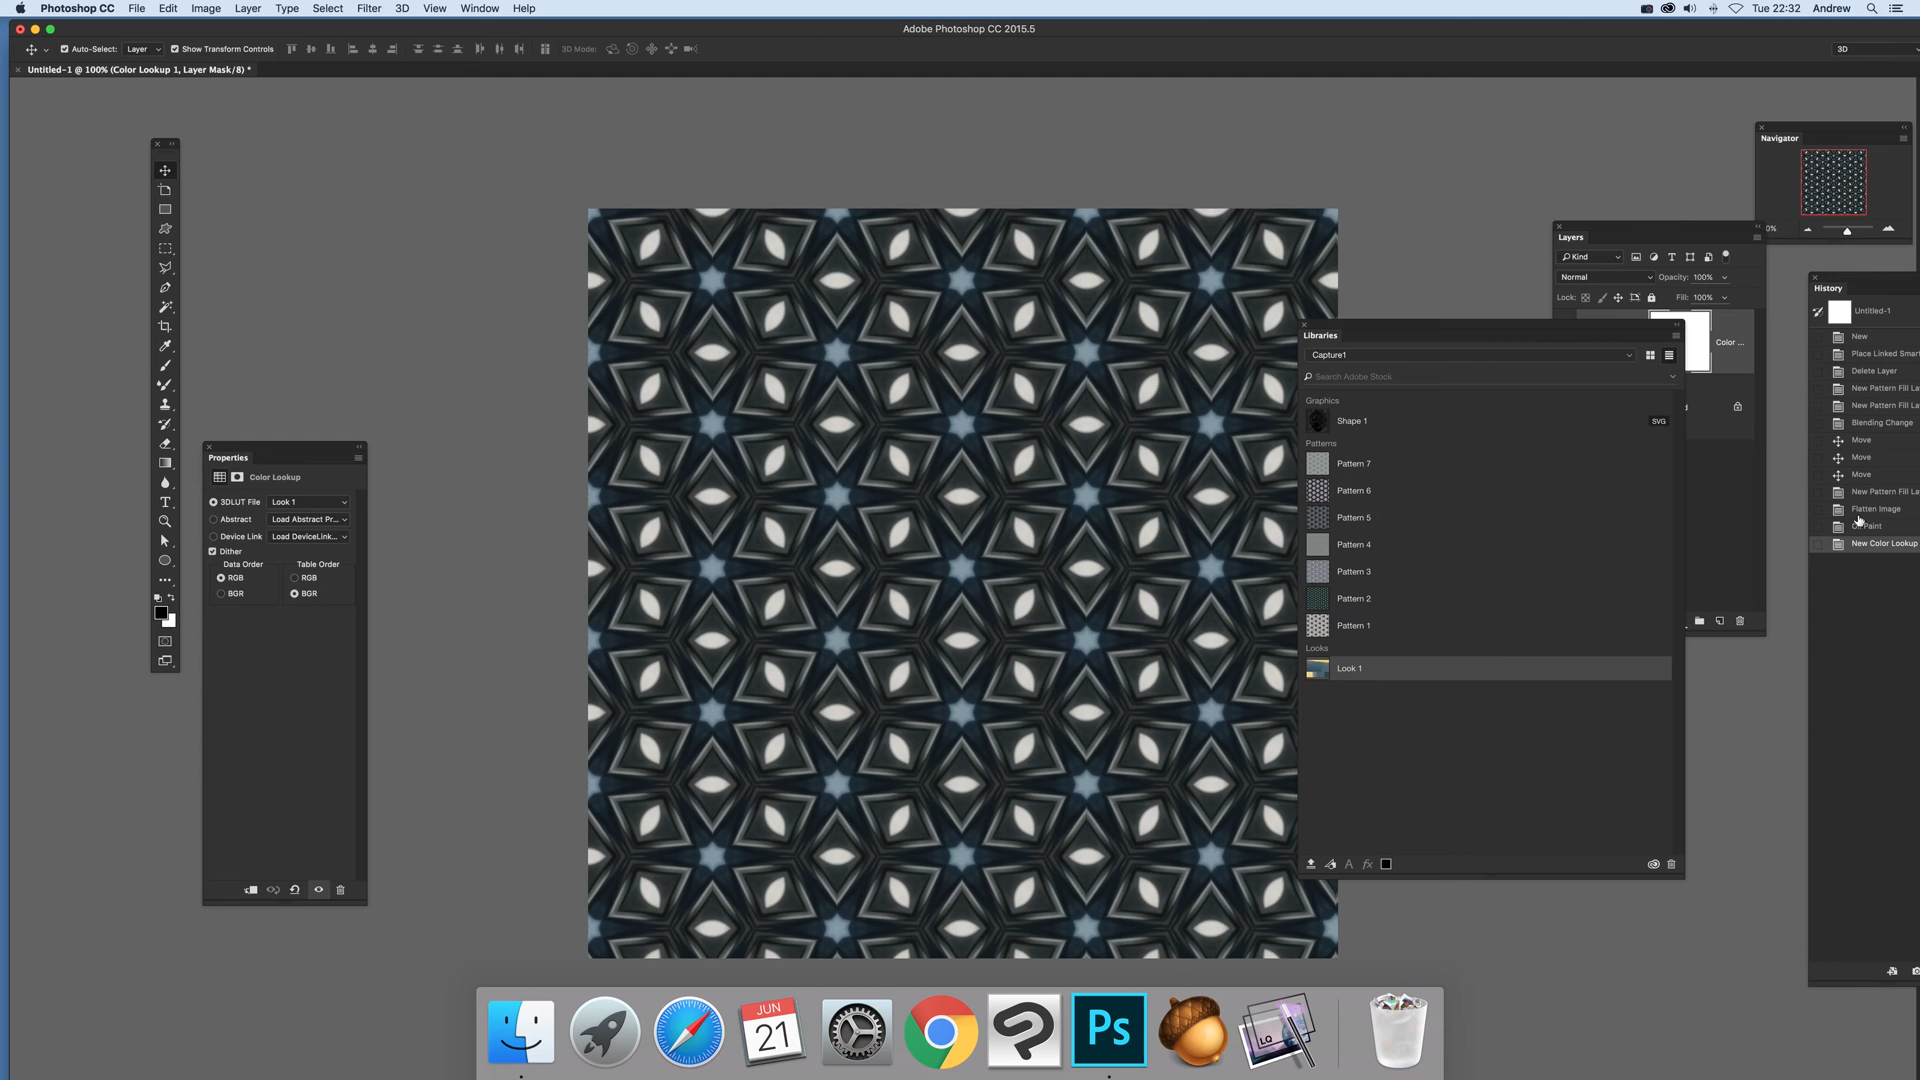 Photoshop CC File Edit Image Layer Type Select Filter 3D View Window Help Tue 22:32 Andrew
Adobe Photoshop CC 2015.5
Auto-Select: Layer Show Transform Controls 3D Mode: 3D
Untitled-1 @ 100% (Color Lookup 1, Layer Mask/8) *
Navigator
0%
Layers
Kind
Normal Opacity: 100%
Lock: Fill: 100%
Color ...
History
Untitled-1
New
Place Linked Smart
Delete Layer
New Pattern Fill La
New Pattern Fill La
Blending Change
Move
Move
Move
New Pattern Fill La
Flatten Image
Oil Paint
New Color Lookup
Libraries
Capture1
Search Adobe Stock
Graphics
Shape 1 SVG
Patterns
Pattern 7
Pattern 6
Pattern 5
Pattern 4
Pattern 3
Pattern 2
Pattern 1
Looks
Look 1
A fx
Properties
Color Lookup
3DLUT File Look 1
Abstract Load Abstract Pr...
Device Link Load DeviceLink...
Dither
Data Order Table Order
RGB RGB
BGR BGR
JUN
21
Ps
LQ